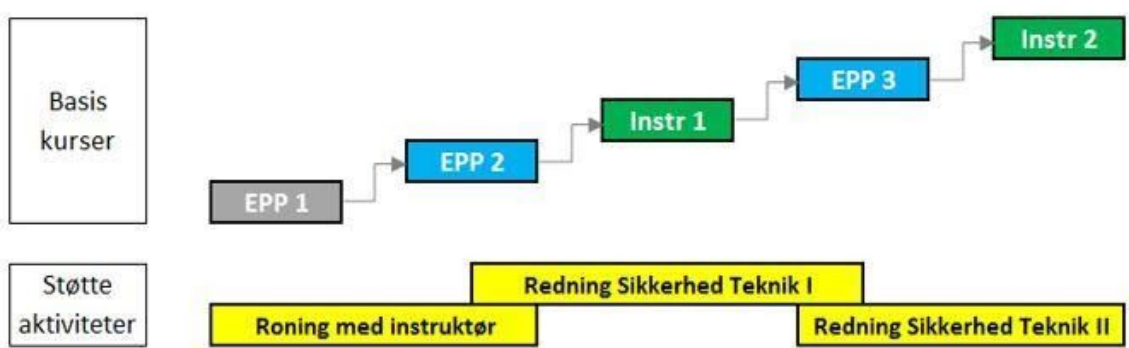 Basis
kurser
EPP 1
EPP 2
Instr 1
EPP 3
Instr 2
Støtte
aktiviteter
Roning med instruktør
Redning Sikkerhed Teknik I
Redning Sikkerhed Teknik II